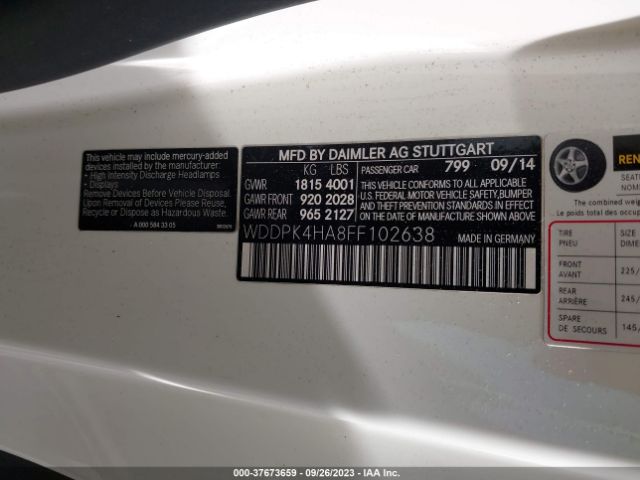 This vehicle may include mercury-added
devices installed by the manufacturer:
• High Intensity Discharge Headlamps
• Displays
Remove Devices Before Vehicle Disposal.
Upon Removal of Devices Please Reuse,
Recycle or Dispose as Hazardous Waste.
A 000 584 33 05
MFD BY DAIMLER AG STUTTGART
KG LBS PASSENGER CAR 799 09/14
GVWR 1815 4001
GAWR FRONT 920 2028
GAWR REAR 965 2127
THIS VEHICLE CONFORMS TO ALL APPLICABLE
U.S. FEDERAL MOTOR VEHICLE SAFETY, BUMPER
AND THEFT PREVENTION STANDARDS IN
EFFECT ON THE DATE OF MANUFACTURE
SHOWN ABOVE.
WDDPK4HA8FF102638 MADE IN GERMANY
REN
SEATI
NOM
The combined weig
Le poids total des oc
TIRE SIZE
PNEU DIME
FRONT
AVANT 225/
REAR
ARRIÈRE 245/
SPARE
DE SECOURS 145/
000-37673659 - 09/26/2023 - IAA Inc.